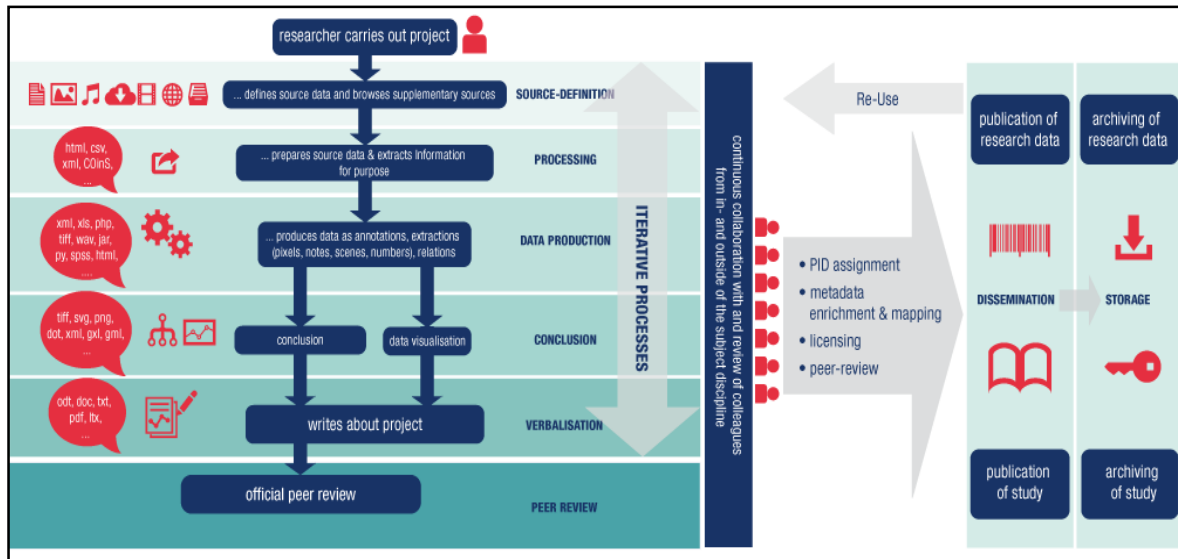 researcher carries out project
... defines source data and browses supplementary sources
SOURCE-DEFINITION
html, csv,
xml, COinS,
...
... prepares source data & extracts Information
for purpose
PROCESSING
xml, xls, php,
tiff, wav, jar,
py, spss, html,
....
... produces data as annotations, extractions
(pixels, notes, scenes, numbers), relations
DATA PRODUCTION
tiff, svg, png,
dot, xml, gxl, gml,
...
conclusion
data visualisation
CONCLUSION
odt, doc, txt,
pdf, ltx,
...
writes about project
VERBALISATION
official peer review
PEER REVIEW
ITERATIVE PROCESSES
continuous collaboration with and review of colleagues
from in- and outside of the subject discipline
Re-Use
• PID assignment
• metadata
enrichment & mapping
• licensing
• peer-review
publication of
research data
archiving of
research data
DISSEMINATION
STORAGE
publication
of study
archiving
of study